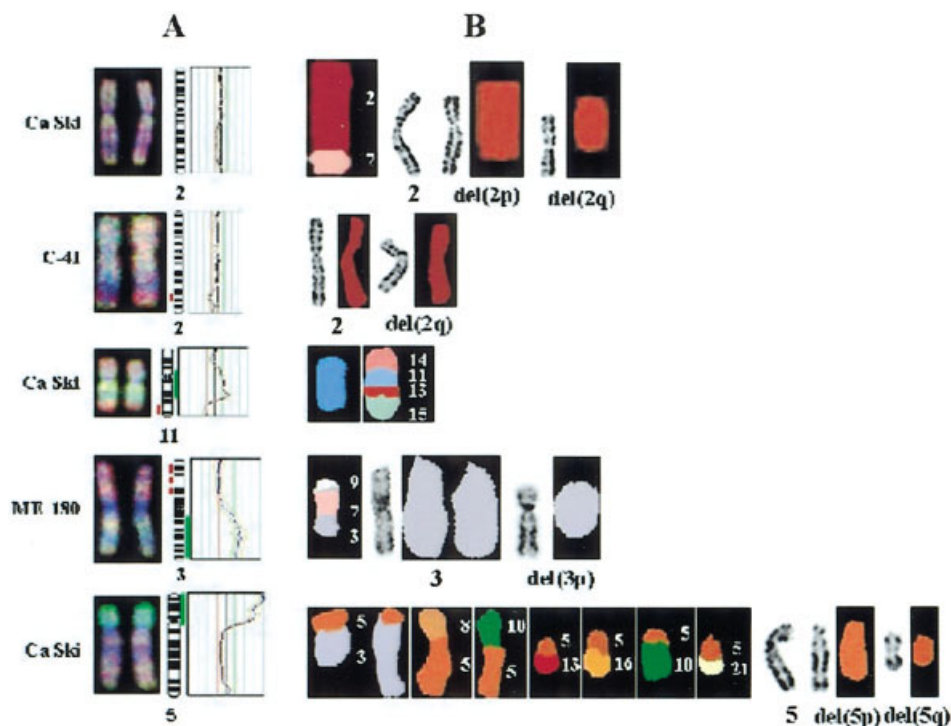 A B
Ca Ski
2
7
2
2 del(2p) del(2q)
C-41
2
2 del(2q)
Ca Ski
14
11
13
15
11
ME 180
9
7
3
3
3 del(3p)
Ca Ski
5 8 10 5 5 5 5
3 5 5 13 16 10 21
5
5 del(5p) del(5q)